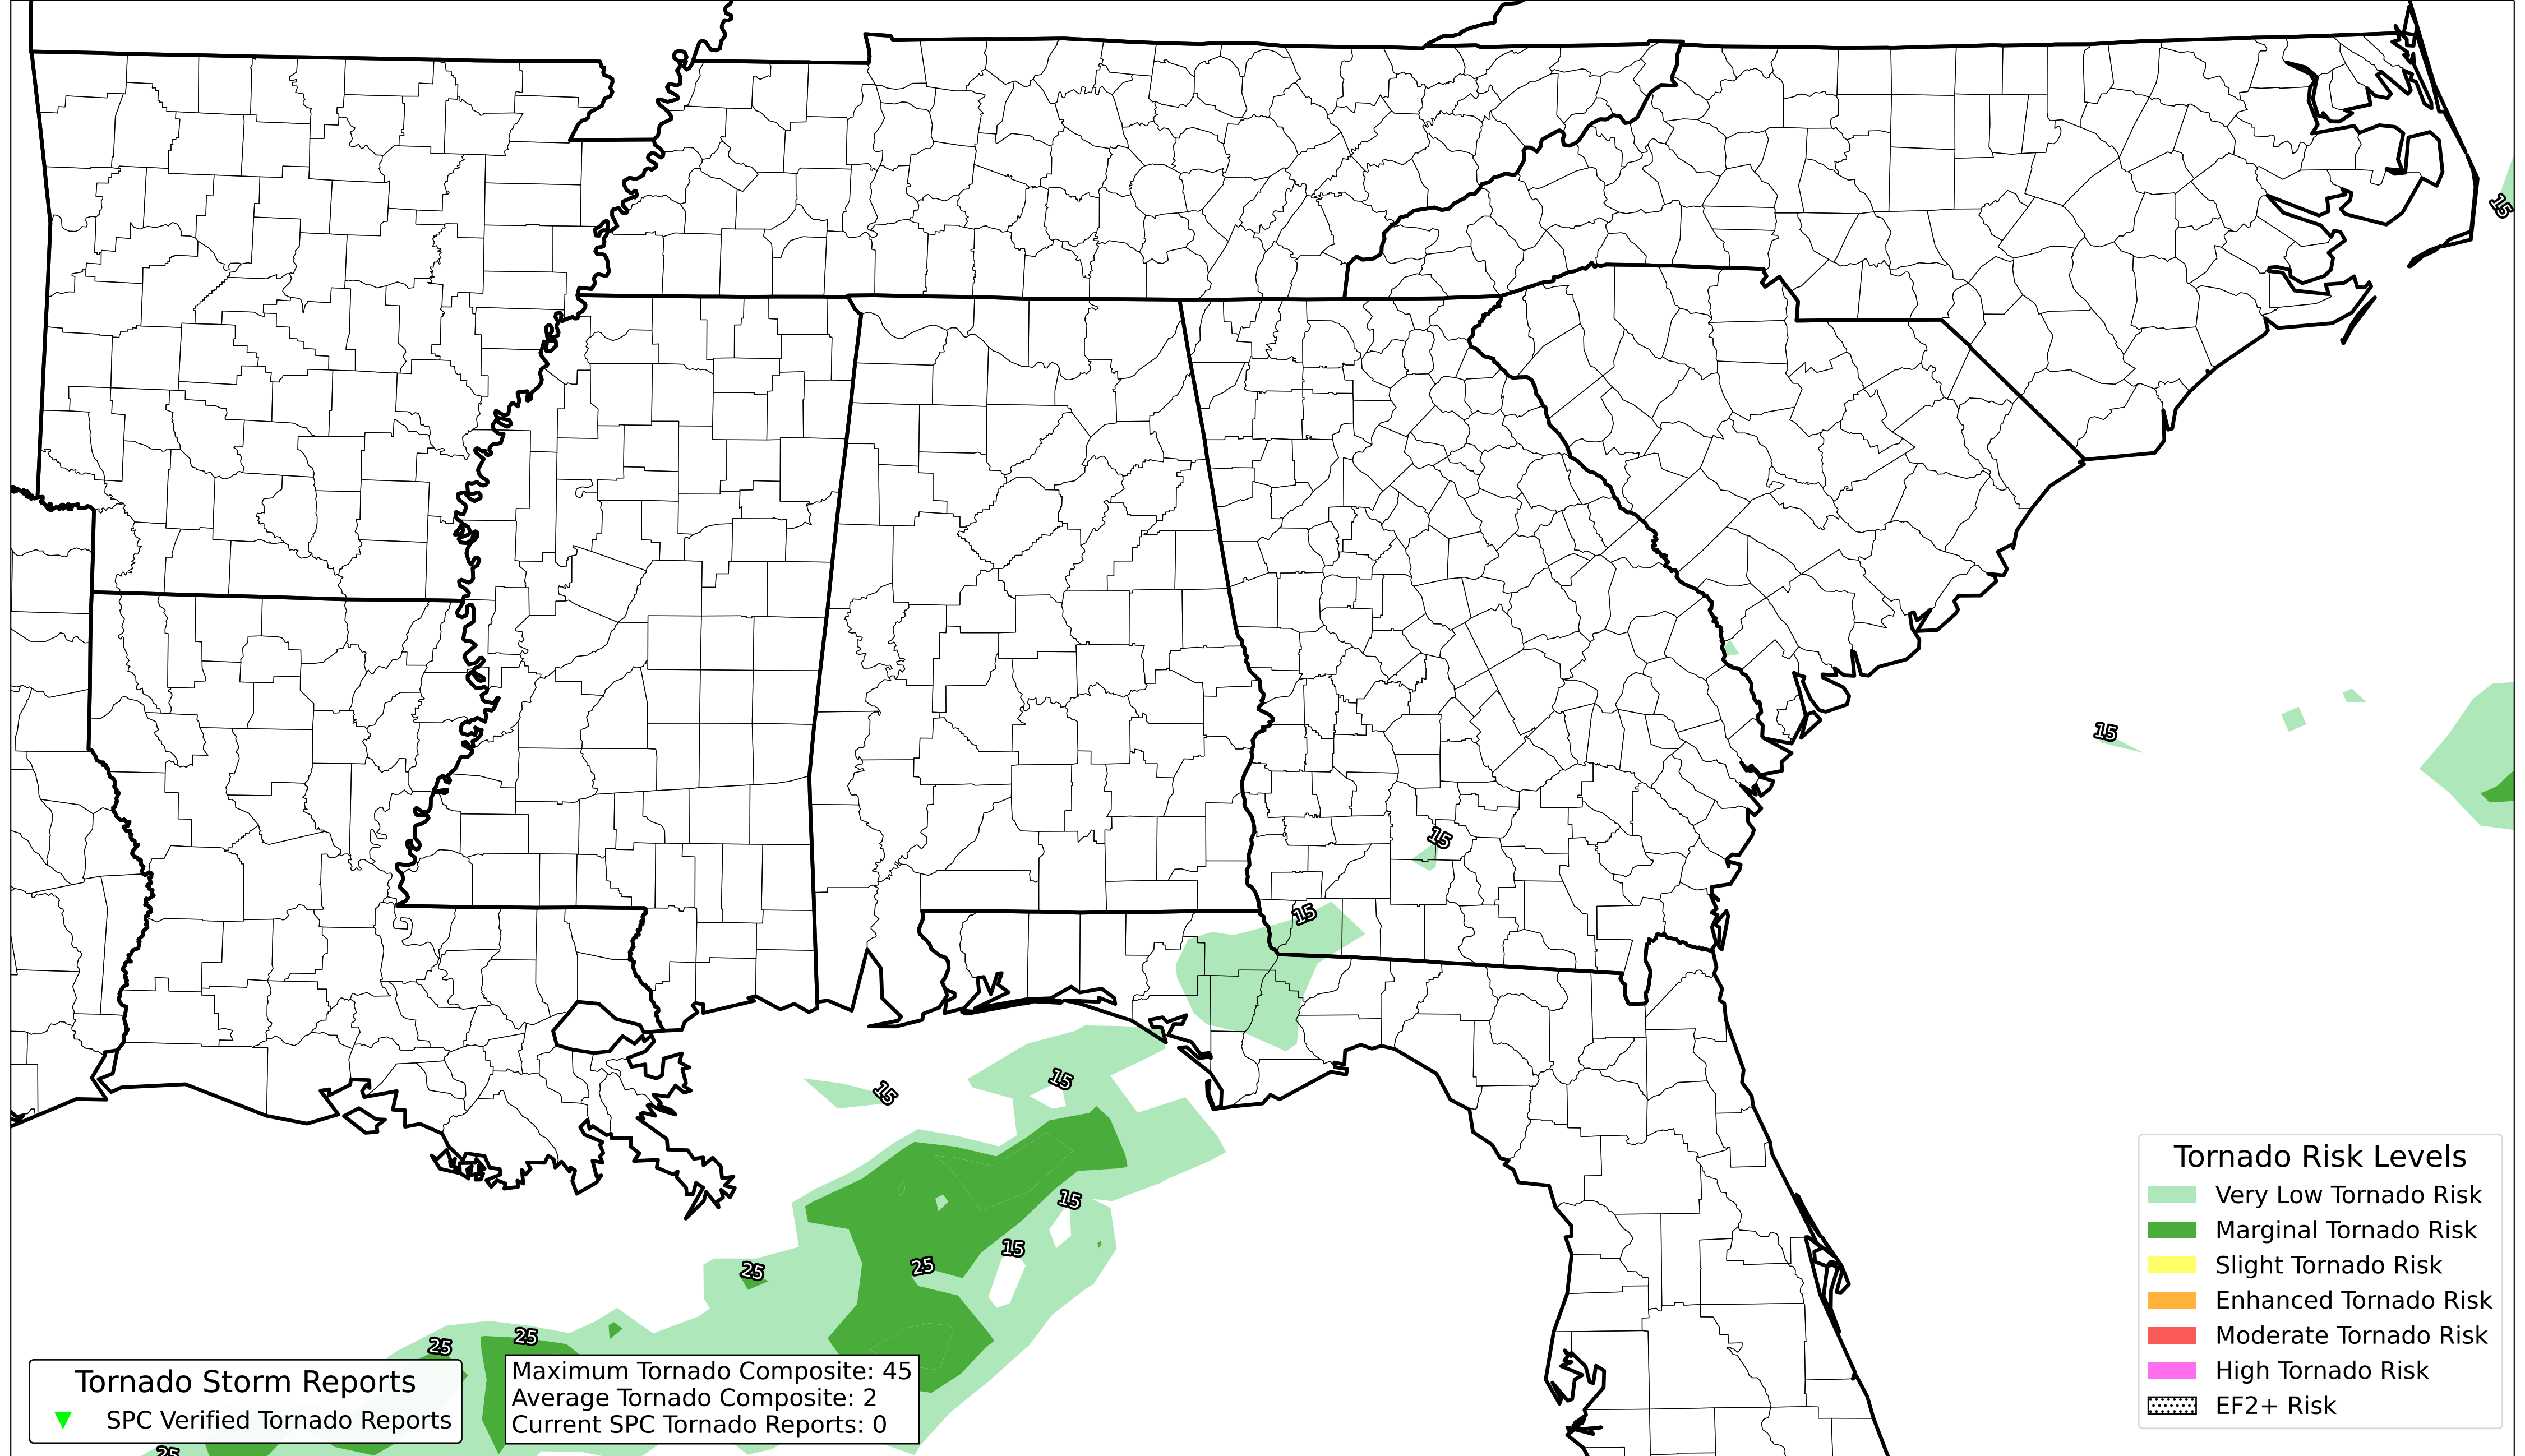 15
15
15
15
15
15
15
15
25
25
25
25
25
Tornado Risk Levels
Very Low Tornado Risk
Marginal Tornado Risk
Slight Tornado Risk
Enhanced Tornado Risk
Moderate Tornado Risk
High Tornado Risk
EF2+ Risk
Tornado Storm Reports
SPC Verified Tornado Reports
Maximum Tornado Composite: 45
Average Tornado Composite: 2
Current SPC Tornado Reports: 0